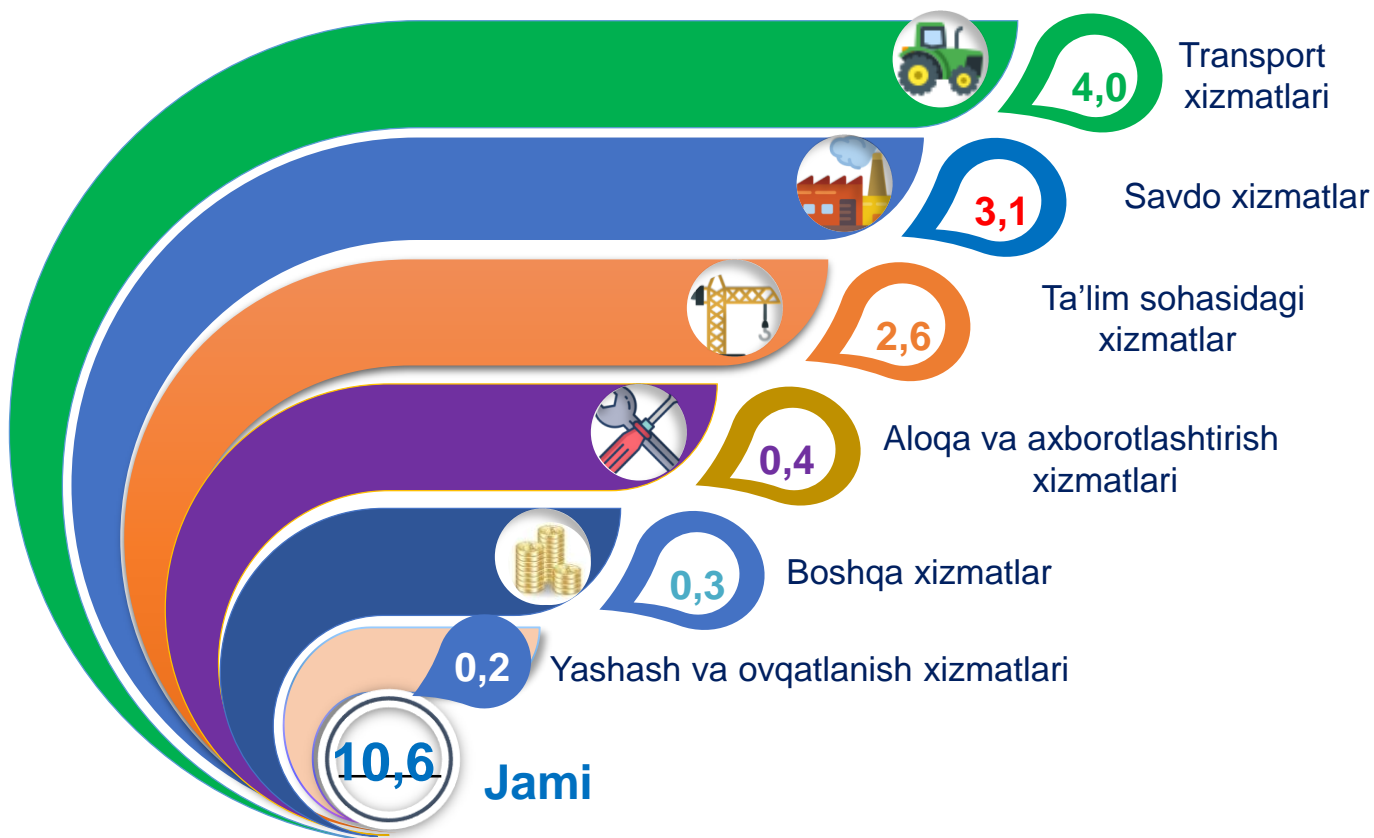 4,0
Transport
xizmatlari
3,1
Savdo xizmatlar
2,6
Ta’lim sohasidagi
xizmatlar
0,4
Aloqa va axborotlashtirish
xizmatlari
0,3
Boshqa xizmatlar
0,2
Yashash va ovqatlanish xizmatlari
10,6
Jami